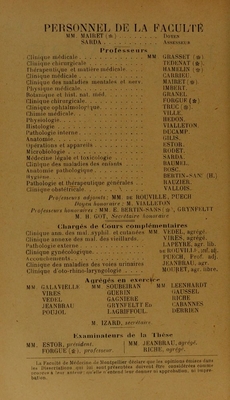 PERSONNEL DE LA FACULTÉ
MM. MAIRET (✻) DOYEN
SARDA ASSESSEUR
Professeurs
Clinique médicale MM. GRASSET (✻)
Clinique chirurgicale TEDENAT (✻).
Thérapeutique et matière médicale HAMELIN (✻)
Clinique médicale CARRIEU.
Clinique des maladies mentales et nerv. MAIRET (✻).
Physique médicale IMBERT.
Botanique et hist. nat. méd. GRANEL.
Clinique chirurgicale FORGUE (✻)
Clinique ophtalmologique TRUC (✻).
Chimie médicale VILLE.
Physiologie HEDON.
Histologie VIALLETON.
Pathologie interne DUCAMP.
Anatomie GILIS.
Opérations et appareils ESTOR.
Microbiologie RODET.
Médecine légale et toxicologie SARDA.
Clinique des maladies des enfants BAUMEL.
Anatomie pathologique BOSC.
Hygiène BERTIN-SANS (H.)
Pathologie et thérapeutique générales RAUZIER.
Clinique obstétricale VALLOIS.
Professeurs adjoints : MM. DE ROUVILLE, PUECH
Doyen honoraire : M. VIALLETON
Professeurs honoraires : MM. E. BERTIN-SANS (✻), GRYNFELTT
M. H. GOT, Secrétaire honoraire
Chargés de Cours complémentaires
Clinique ann. des mal. syphil. et cutanées MM. VEDEL, agrégé.
Clinique annexe des mal. des vieillards. VIRES, agrégé.
Pathologie externe LAPEYRE, agr. lib.
Clinique gynécologique DE ROUVILLE, prof. adj.
Accouchements PUECH, Prof. adj.
Clinique des maladies des voies urinaires JEANBRAU, agr.
Clinique d'oto-rhino-laryngologie MOURET, agr. libre.
Agrégés en exercice
MM. GALAVIELLE MM. SOUBEIRAN MM. LEENHARDT
VIRES GUERIN GAUSSEL
VEDEL GAGNIERE RICHE
JEANBRAU GRYNFELTT Ed. CABANNES
POUJOL LAGRIFFOUL. DERRIEN
M. IZARD, secrétaire.
Examinateurs de la Thèse
MM. ESTOR, président. MM. JEANBRAU, agrégé.
FORGUE (✻), professeur. RICHE, agrégé.
La Faculté de Médecine de Montpellier déclare que les opinions émises dans
les Dissertations qui lui sont présentées doivent être considérées comme
propres à leur auteur; qu'elle n'entend leur donner ni approbation, ni improbation.